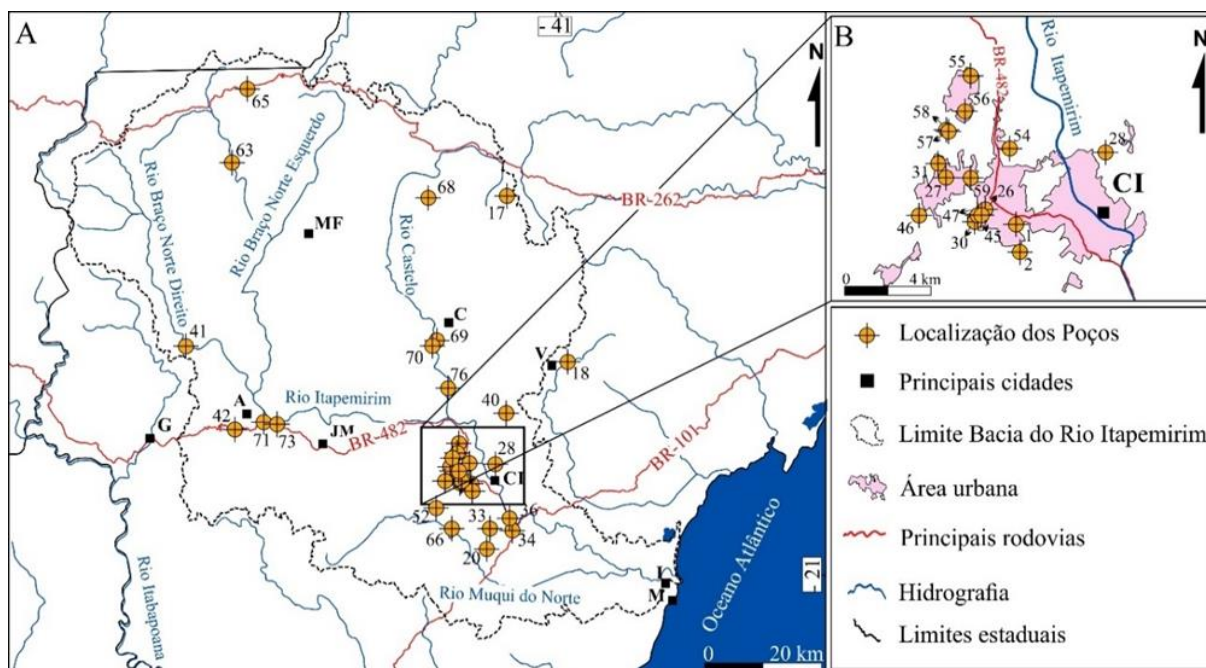 A
- 41
N
65
63
Rio Braço Norte Direito
Rio Braço Norte Esquerdo
MF
68
17
BR-262
Rio Castelo
C
69
70
41
76
V
18
40
A
42
71
73
G
Rio Itapemirim
JM
BR-482
28
CI
BR-101
52
66
33
34
20
Rio Itabapoana
Rio Muqui do Norte
I
M
Oceano Atlântico
- 21
0 20 km
B
N
BR-482
Rio Itapemirim
55
56
58
57
54
28
31
27
59
26
CI
46
47
30
45
1
2
0 4 km
Localização dos Poços
Principais cidades
Limite Bacia do Rio Itapemirim
Área urbana
Principais rodovias
Hidrografia
Limites estaduais